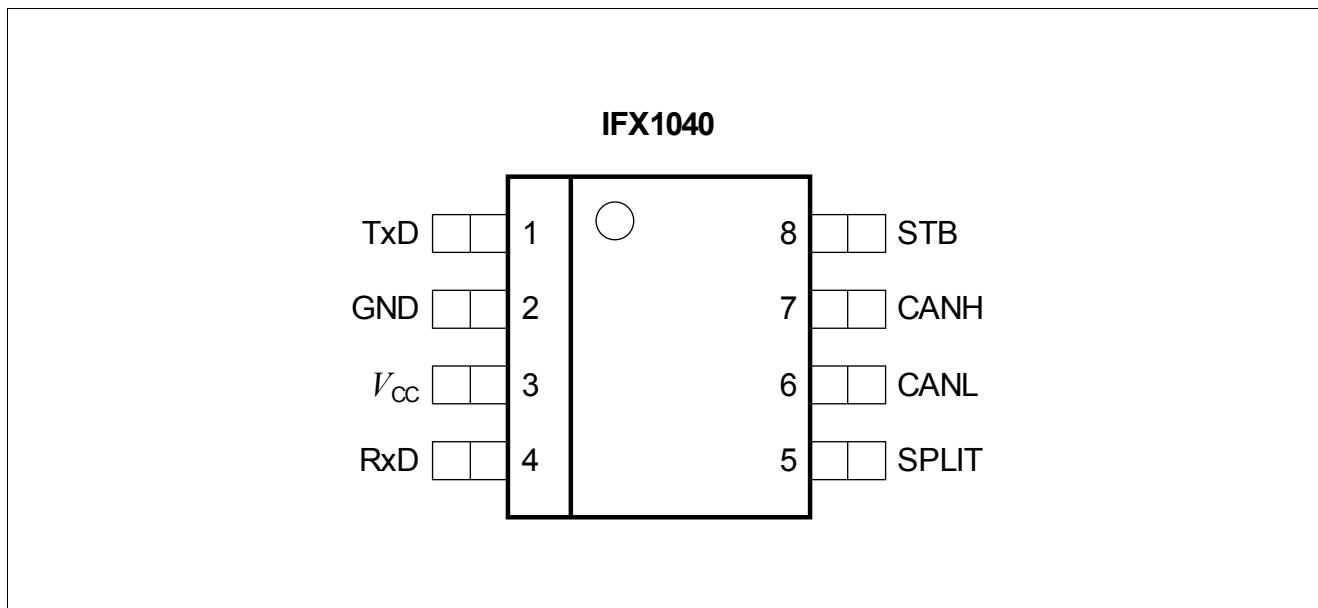 IFX1040
TxD 1 8 STB
GND 2 7 CANH
VCC 3 6 CANL
RxD 4 5 SPLIT